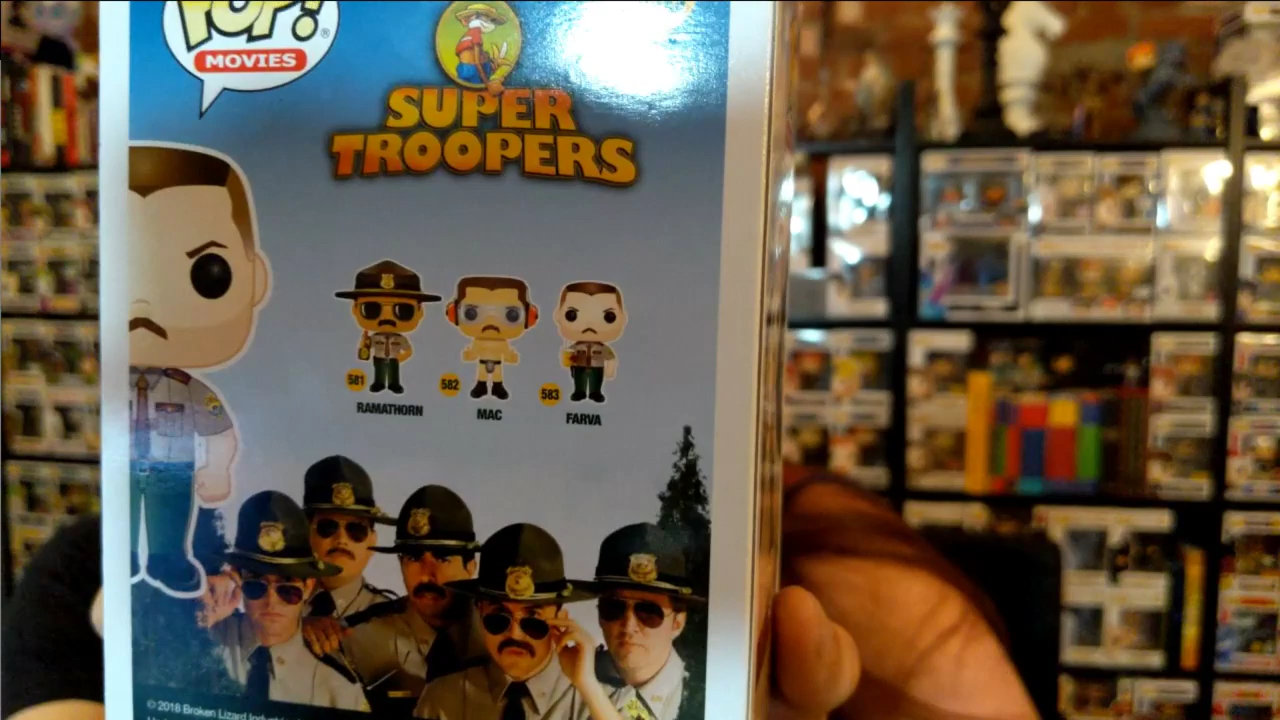 POP!®
MOVIES
SUPER
TROOPERS
581
582
583
RAMATHORN
MAC
FARVA
© 2018 Broken Lizard